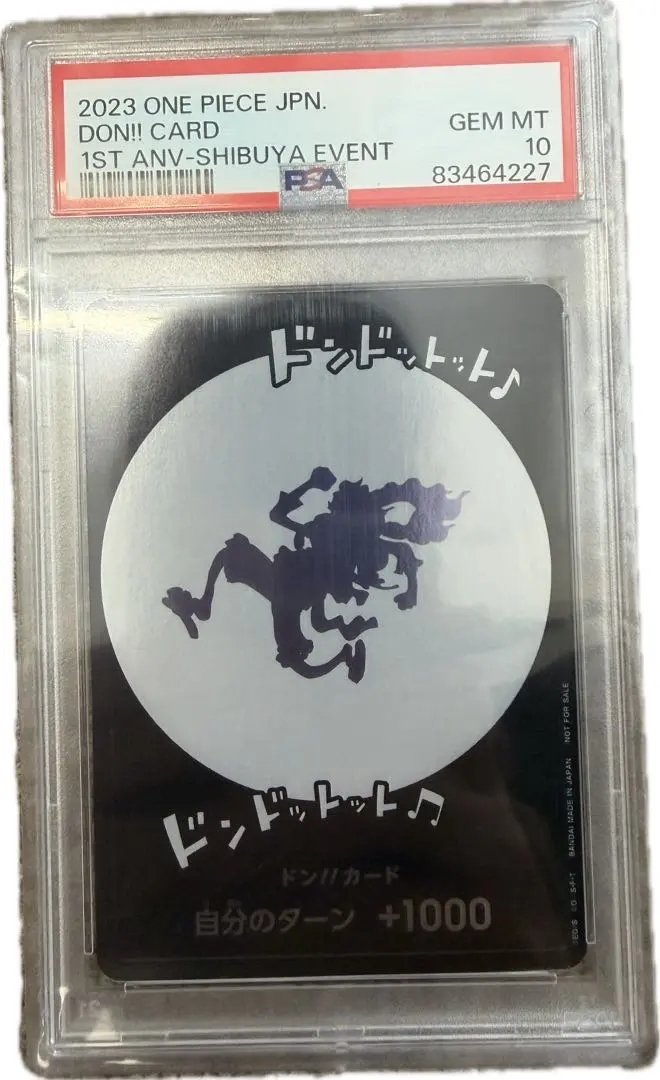 2023 ONE PIECE JPN.
DON!! CARD
GEM MT
1ST ANV-SHIBUYA EVENT
10
PSA
83464227
ドンドットット♪
ドンドットット♫
ドン!!カード
自分のターン +1000
BANDAI MADE IN JAPAN NOT FOR SALE